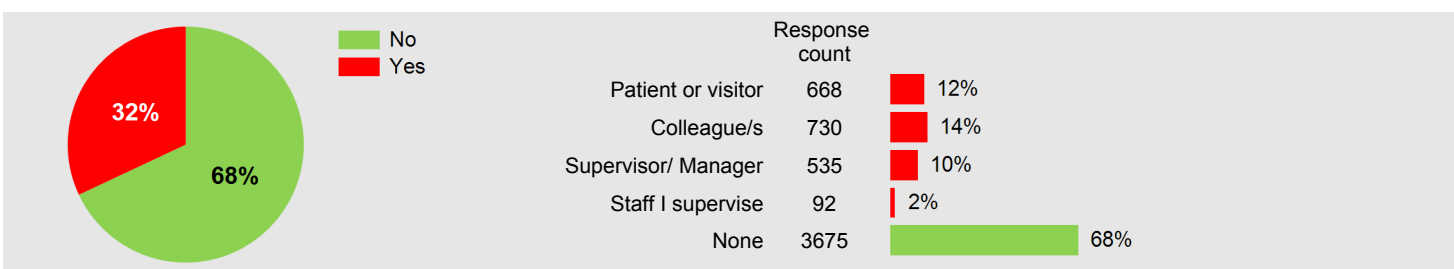 No
Yes
32%
68%
Response
count
Patient or visitor 668 12%
Colleague/s 730 14%
Supervisor/ Manager 535 10%
Staff I supervise 92 2%
None 3675 68%